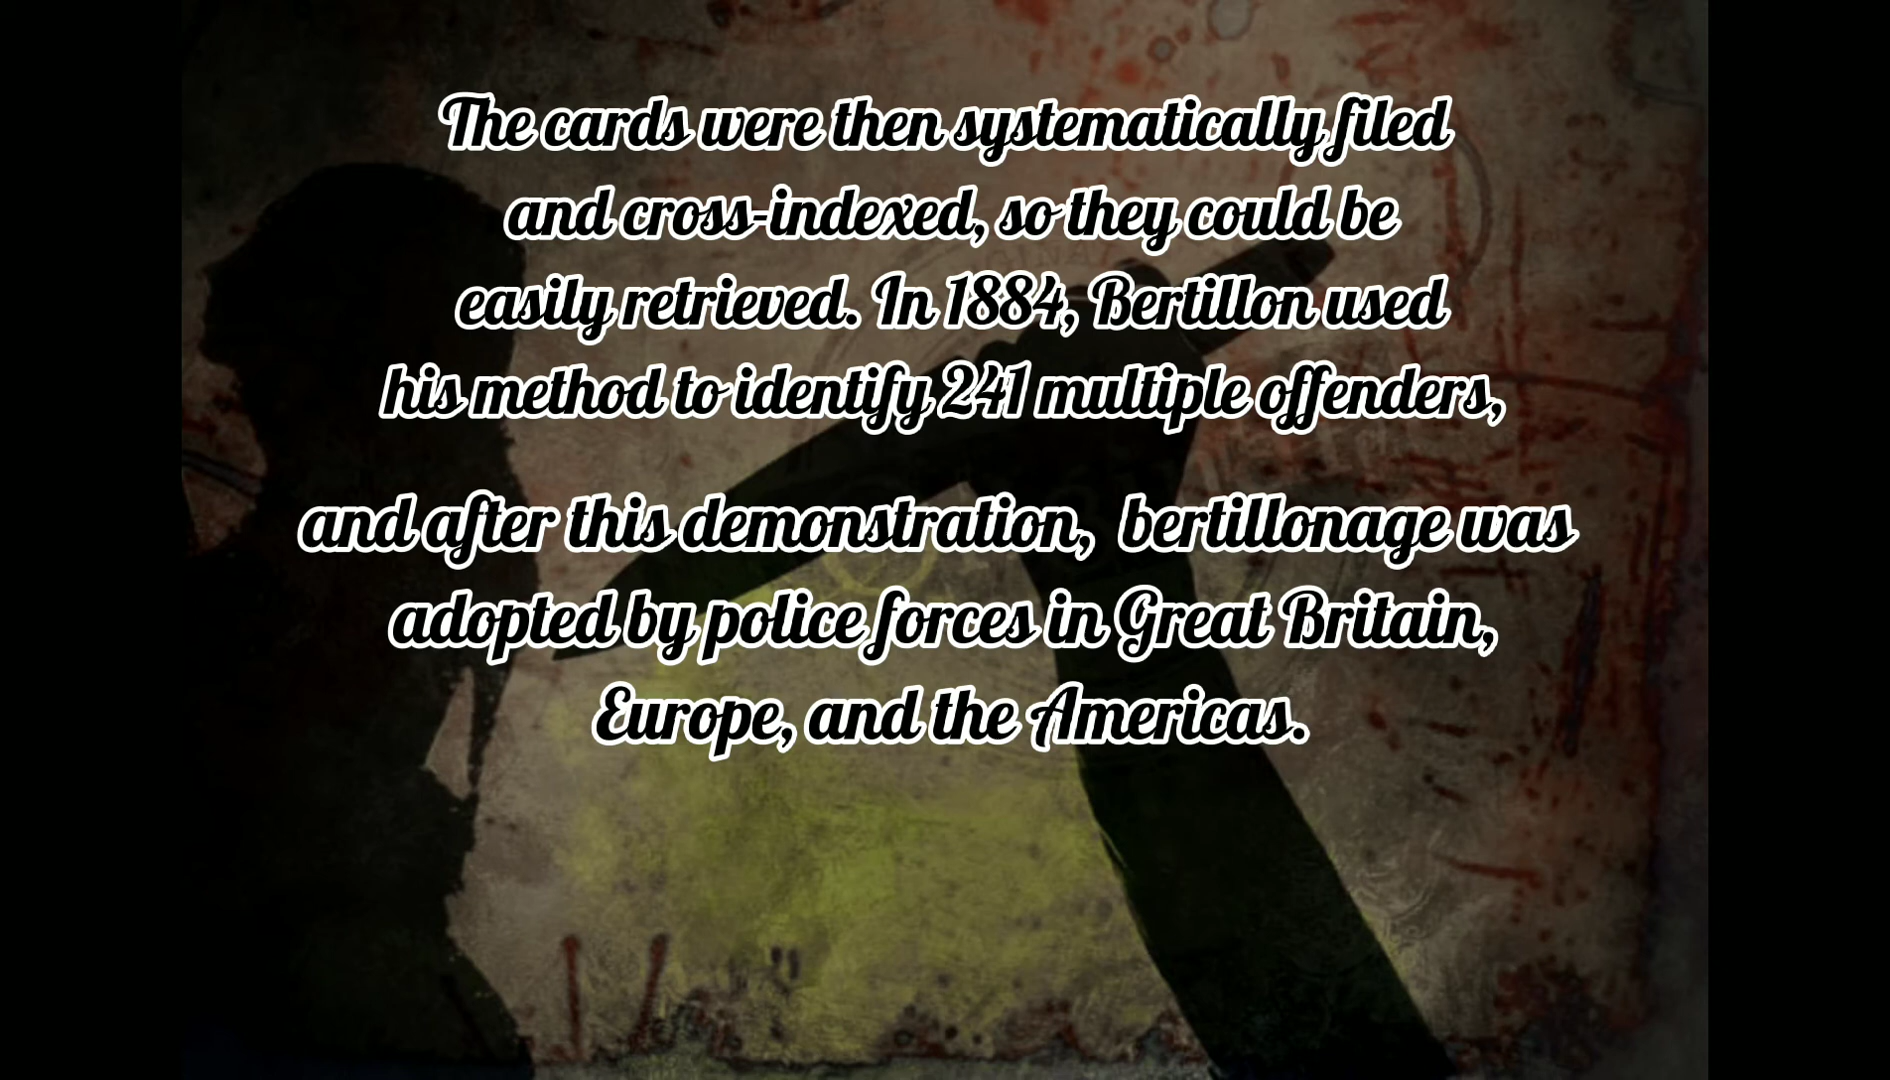 The cards were then systematically filed
and cross-indexed, so they could be
easily retrieved. In 1884, Bertillon used
his method to identify 241 multiple offenders,
and after this demonstration, bertillonage was
adopted by police forces in Great Britain,
Europe, and the Americas.